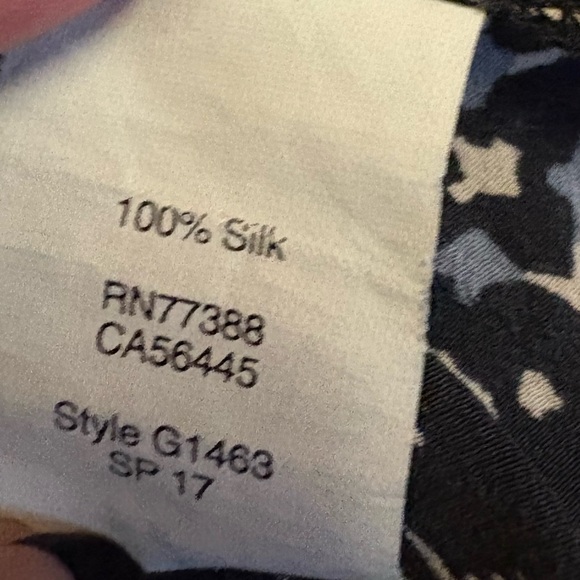 100% Silk
RN77388
CA56445
Style G1463
SP 17